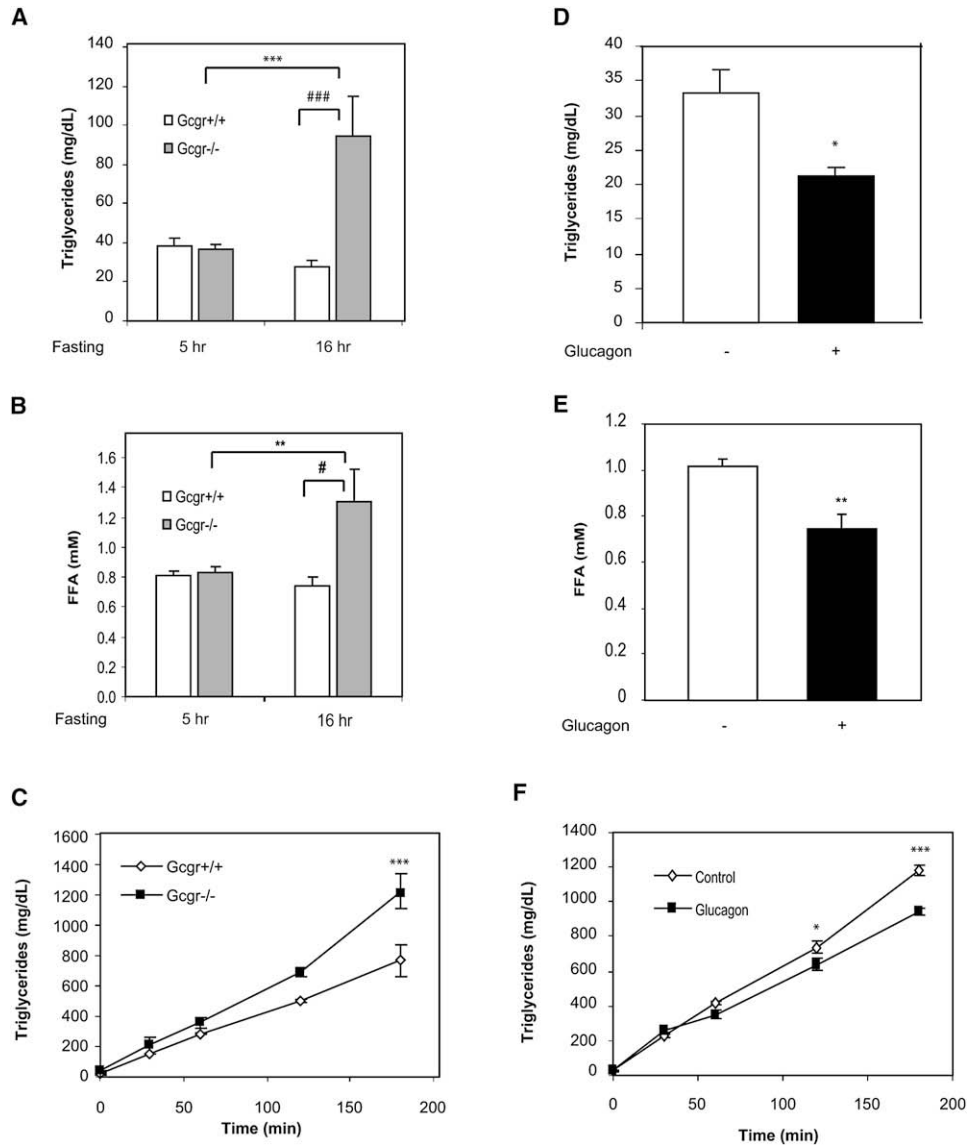 A
Triglycerides (mg/dL)
140
120
100
80
60
40
20
0
***
###
Gcgr+/+
Gcgr-/-
Fasting 5 hr 16 hr
B
FFA (mM)
1.6
1.4
1.2
1.0
0.8
0.6
0.4
0.2
0.0
**
#
Gcgr+/+
Gcgr-/-
Fasting 5 hr 16 hr
C
Triglycerides (mg/dL)
1600
1400
1200
1000
800
600
400
200
0
Gcgr+/+
Gcgr-/-
***
0 50 100 150 200
Time (min)
D
Triglycerides (mg/dL)
40
35
30
25
20
15
10
5
0
*
Glucagon - +
E
FFA (mM)
1.2
1.0
0.8
0.6
0.4
0.2
0
**
Glucagon - +
F
Triglycerides (mg/dL)
1400
1200
1000
800
600
400
200
0
Control
Glucagon
*
***
0 50 100 150 200
Time (min)